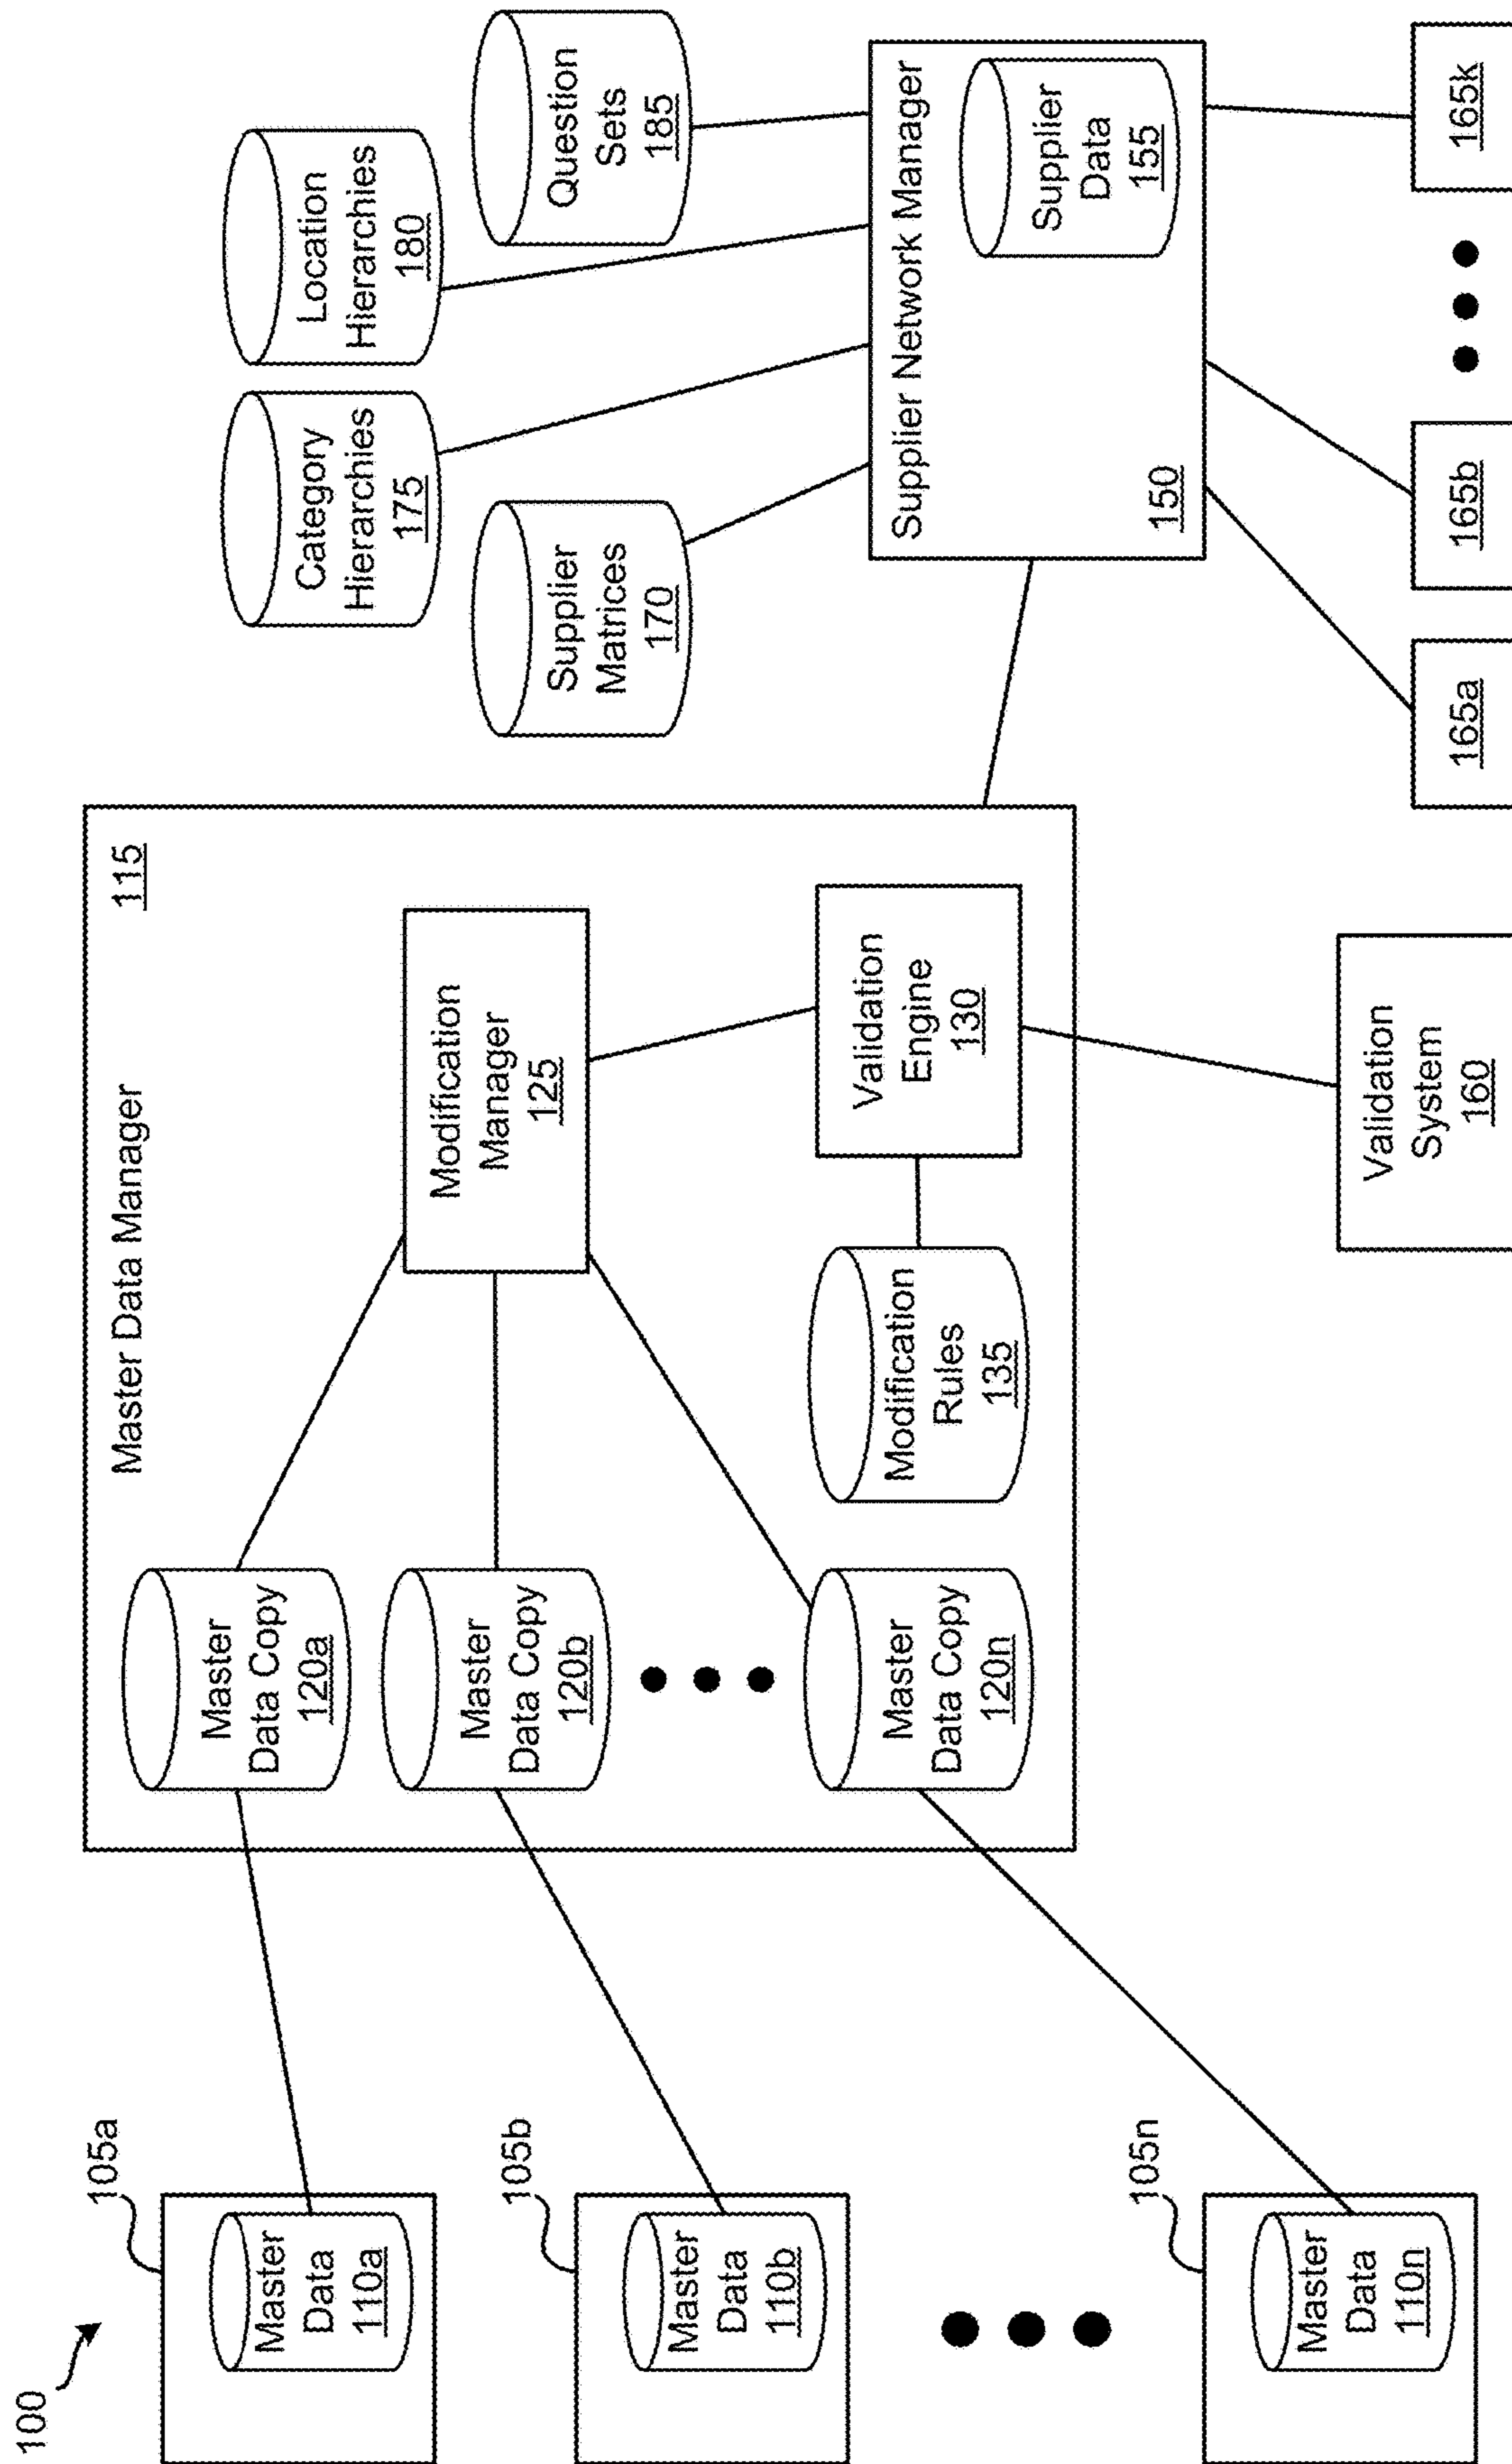 100
105a
Master
Data
110a
105b
Master
Data
110b
105n
Master
Data
110n
Master Data Manager
115
Master
Data Copy
120a
Master
Data Copy
120b
Master
Data Copy
120n
Modification
Manager
125
Modification
Rules
135
Validation
Engine
130
Validation
System
160
Category
Hierarchies
175
Location
Hierarchies
180
Supplier
Matrices
170
Question
Sets
185
Supplier Network Manager
150
Supplier
Data
155
165a
165b
165k